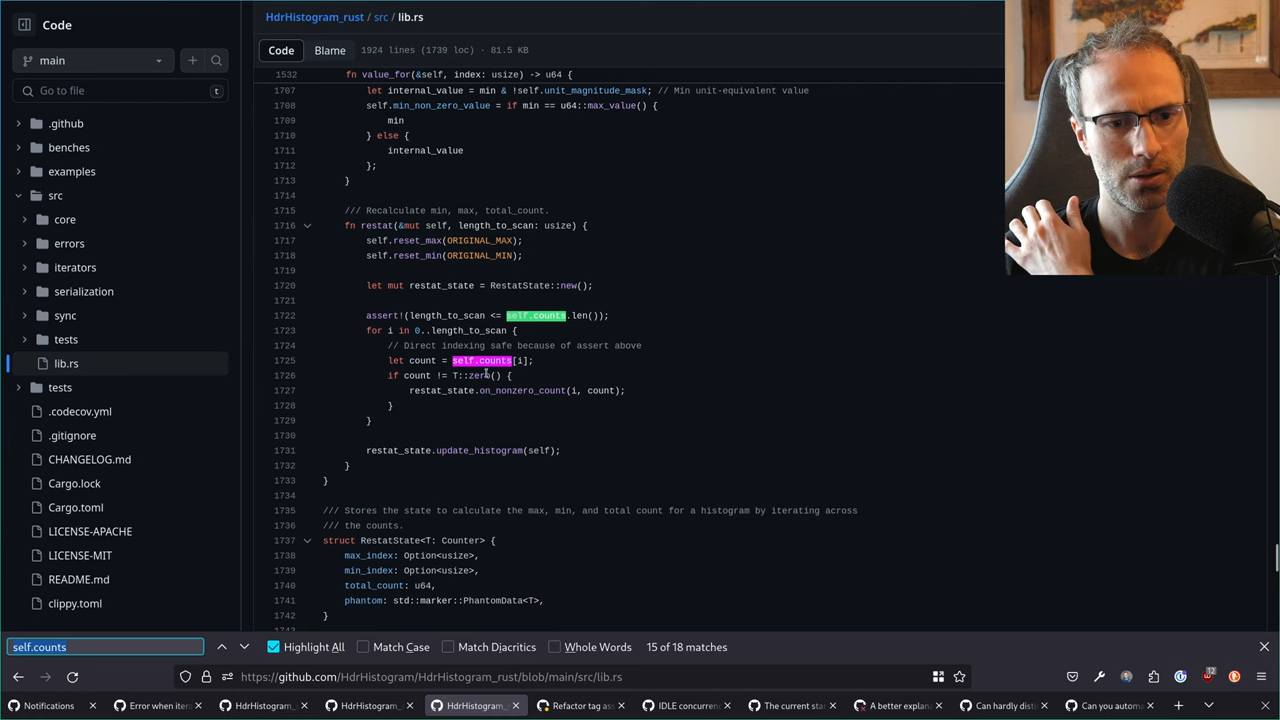 Code
HdrHistogram_rust / src / lib.rs
main
Go to file
t
.github
benches
examples
src
core
errors
iterators
serialization
sync
tests
lib.rs
tests
.codecov.yml
.gitignore
CHANGELOG.md
Cargo.lock
Cargo.toml
LICENSE-APACHE
LICENSE-MIT
README.md
clippy.toml
Code Blame 1924 lines (1739 loc) · 81.5 KB
1532 fn value_for(&self, index: usize) -> u64 {
1707 let internal_value = min & !self.unit_magnitude_mask; // Min unit-equivalent value
1708 self.min_non_zero_value = if min == u64::max_value() {
1709 min
1710 } else {
1711 internal_value
1712 };
1713 }
1714
1715 /// Recalculate min, max, total_count.
1716 fn restat(&mut self, length_to_scan: usize) {
1717 self.reset_max(ORIGINAL_MAX);
1718 self.reset_min(ORIGINAL_MIN);
1719
1720 let mut restat_state = RestatState::new();
1721
1722 assert!(length_to_scan <= self.counts.len());
1723 for i in 0..length_to_scan {
1724 // Direct indexing safe because of assert above
1725 let count = self.counts[i];
1726 if count != T::zero() {
1727 restat_state.on_nonzero_count(i, count);
1728 }
1729 }
1730
1731 restat_state.update_histogram(self);
1732 }
1733 }
1734
1735 /// Stores the state to calculate the max, min, and total count for a histogram by iterating across
1736 /// the counts.
1737 struct RestatState<T: Counter> {
1738 max_index: Option<usize>,
1739 min_index: Option<usize>,
1740 total_count: u64,
1741 phantom: std::marker::PhantomData<T>,
1742 }
self.counts Highlight All Match Case Match Diacritics Whole Words 15 of 18 matches
https://github.com/HdrHistogram/HdrHistogram_rust/blob/main/src/lib.rs 12
Notifications Error when itera HdrHistogram_ HdrHistogram_ HdrHistogram_ Refactor tag ass IDLE concurrenc The current sta A better explana Can hardly disti Can you automa